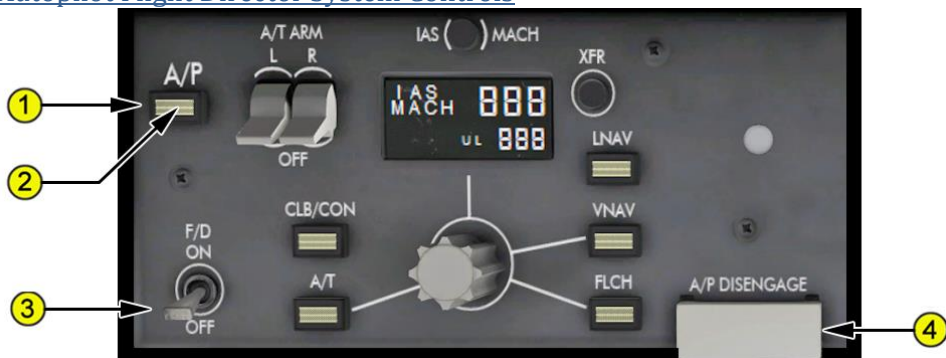 Autopilot Flight Director System Controls
A/T ARM
L R
IAS MACH
A/P
XFR
1
IAS
MACH 888
UL 888
OFF
LNAV
2
CLB/CON
VNAV
F/D
ON
A/T
FLCH
A/P DISENGAGE
3
OFF
4